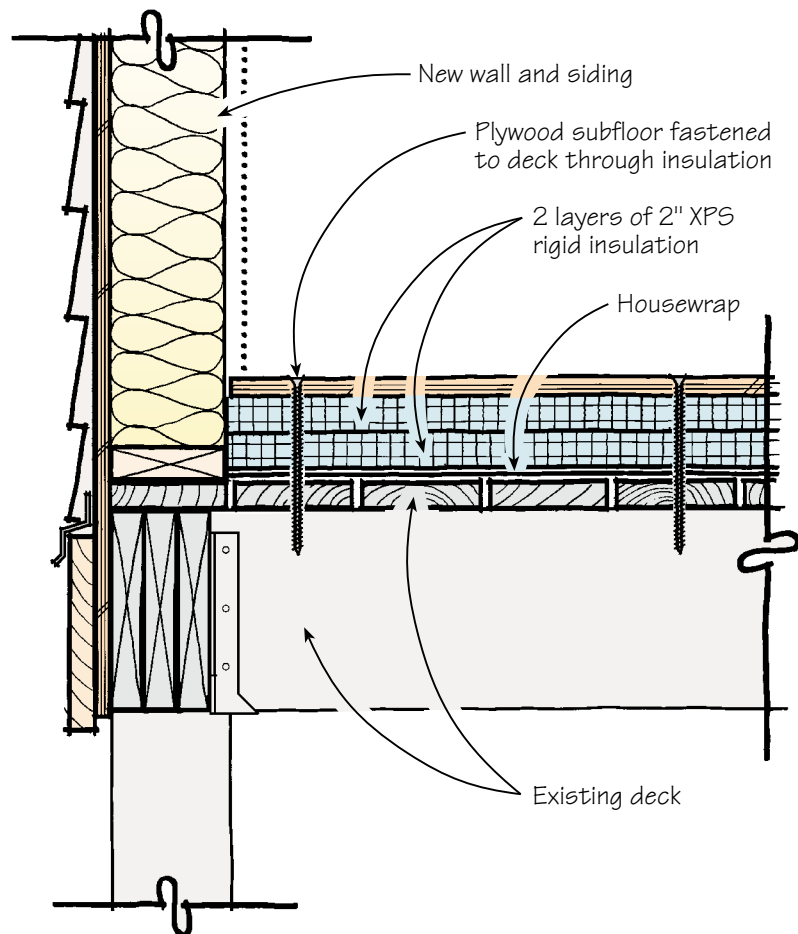 New wall and siding
Plywood subfloor fastened
to deck through insulation
2 layers of 2" XPS
rigid insulation
Housewrap
Existing deck